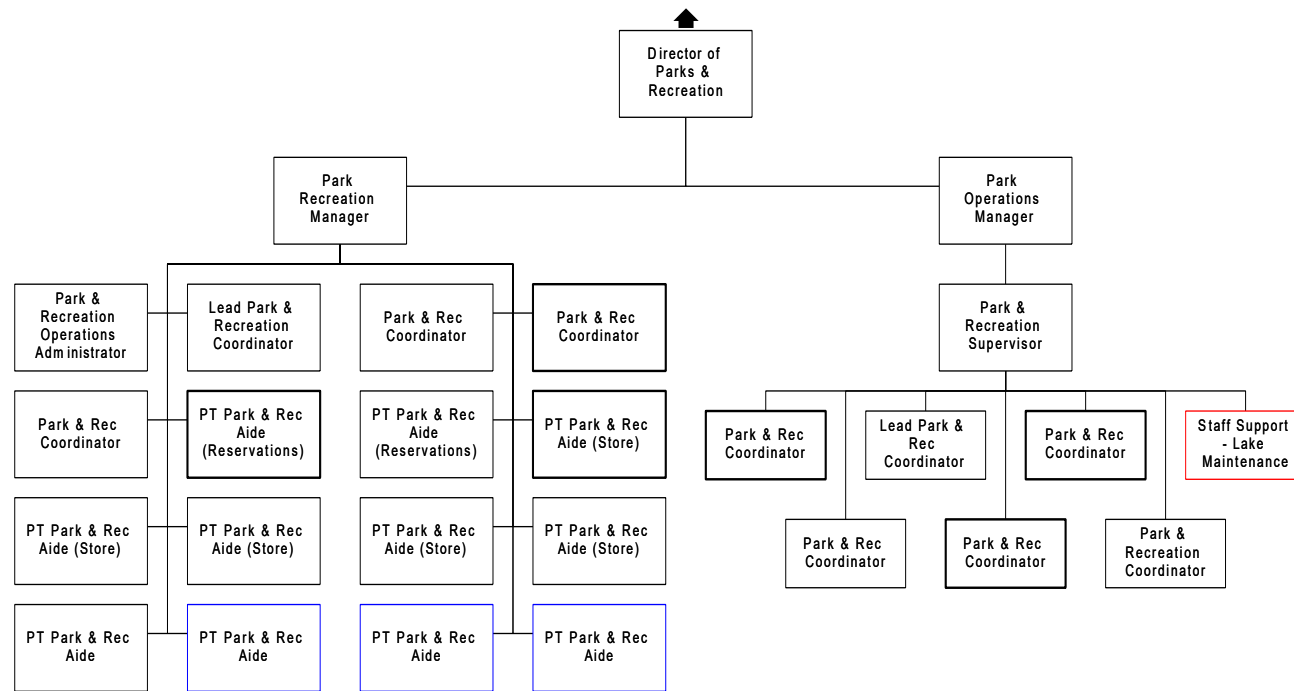 Director of
Parks &
Recreation
Park
Recreation
Manager
Park
Operations
Manager
Park &
Recreation
Operations
Administrator
Lead Park &
Recreation
Coordinator
Park & Rec
Coordinator
Park & Rec
Coordinator
Park &
Recreation
Supervisor
Park & Rec
Coordinator
PT Park & Rec
Aide
(Reservations)
PT Park & Rec
Aide
(Reservations)
PT Park & Rec
Aide (Store)
Park & Rec
Coordinator
Lead Park &
Rec
Coordinator
Park & Rec
Coordinator
Staff Support
- Lake
Maintenance
PT Park & Rec
Aide (Store)
PT Park & Rec
Aide (Store)
PT Park & Rec
Aide (Store)
PT Park & Rec
Aide (Store)
Park & Rec
Coordinator
Park & Rec
Coordinator
Park &
Recreation
Coordinator
PT Park & Rec
Aide
PT Park & Rec
Aide
PT Park & Rec
Aide
PT Park & Rec
Aide